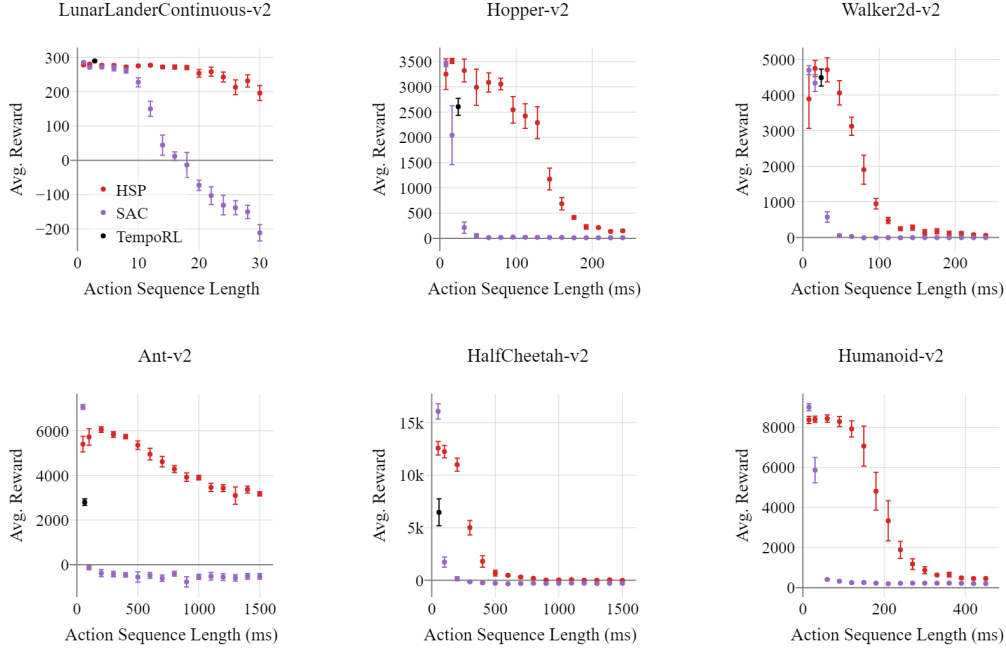 LunarLanderContinuous-v2
Hopper-v2
Walker2d-v2
300
200
100
0
−100
−200
Avg. Reward
HSP
SAC
TempoRL
0
10
20
30
Action Sequence Length
3500
3000
2500
2000
1500
1000
500
0
Avg. Reward
0
100
200
Action Sequence Length (ms)
5000
4000
3000
2000
1000
0
Avg. Reward
0
100
200
Action Sequence Length (ms)
Ant-v2
HalfCheetah-v2
Humanoid-v2
6000
4000
2000
0
Avg. Reward
0
500
1000
1500
Action Sequence Length (ms)
15k
10k
5k
0
Avg. Reward
0
500
1000
1500
Action Sequence Length (ms)
8000
6000
4000
2000
0
Avg. Reward
0
200
400
Action Sequence Length (ms)